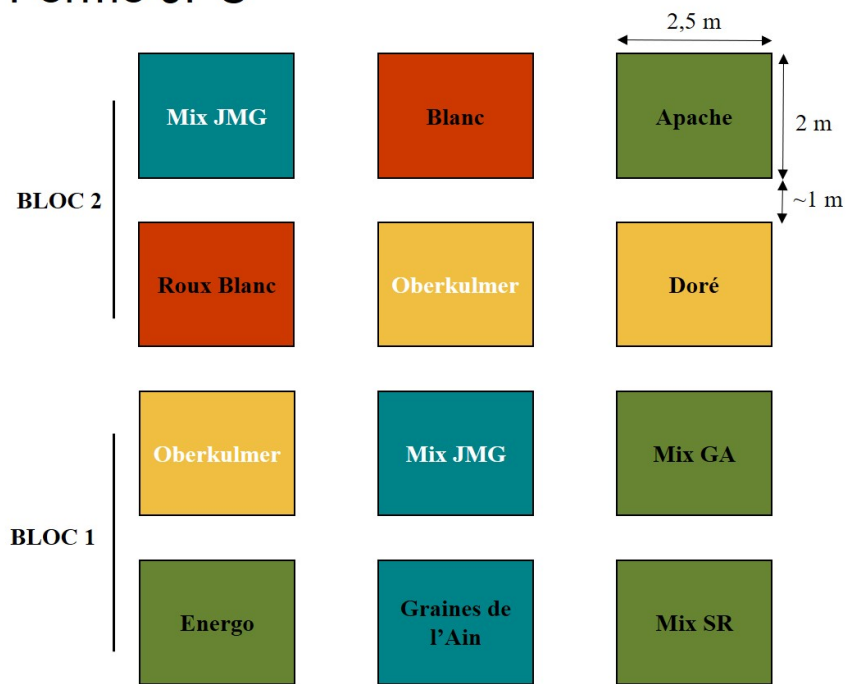 2,5 m
Mix JMG
Blanc
Apache
2 m
BLOC 2
~1 m
Roux Blanc
Oberkulmer
Doré
Oberkulmer
Mix JMG
Mix GA
BLOC 1
Energo
Graines de
l’Ain
Mix SR